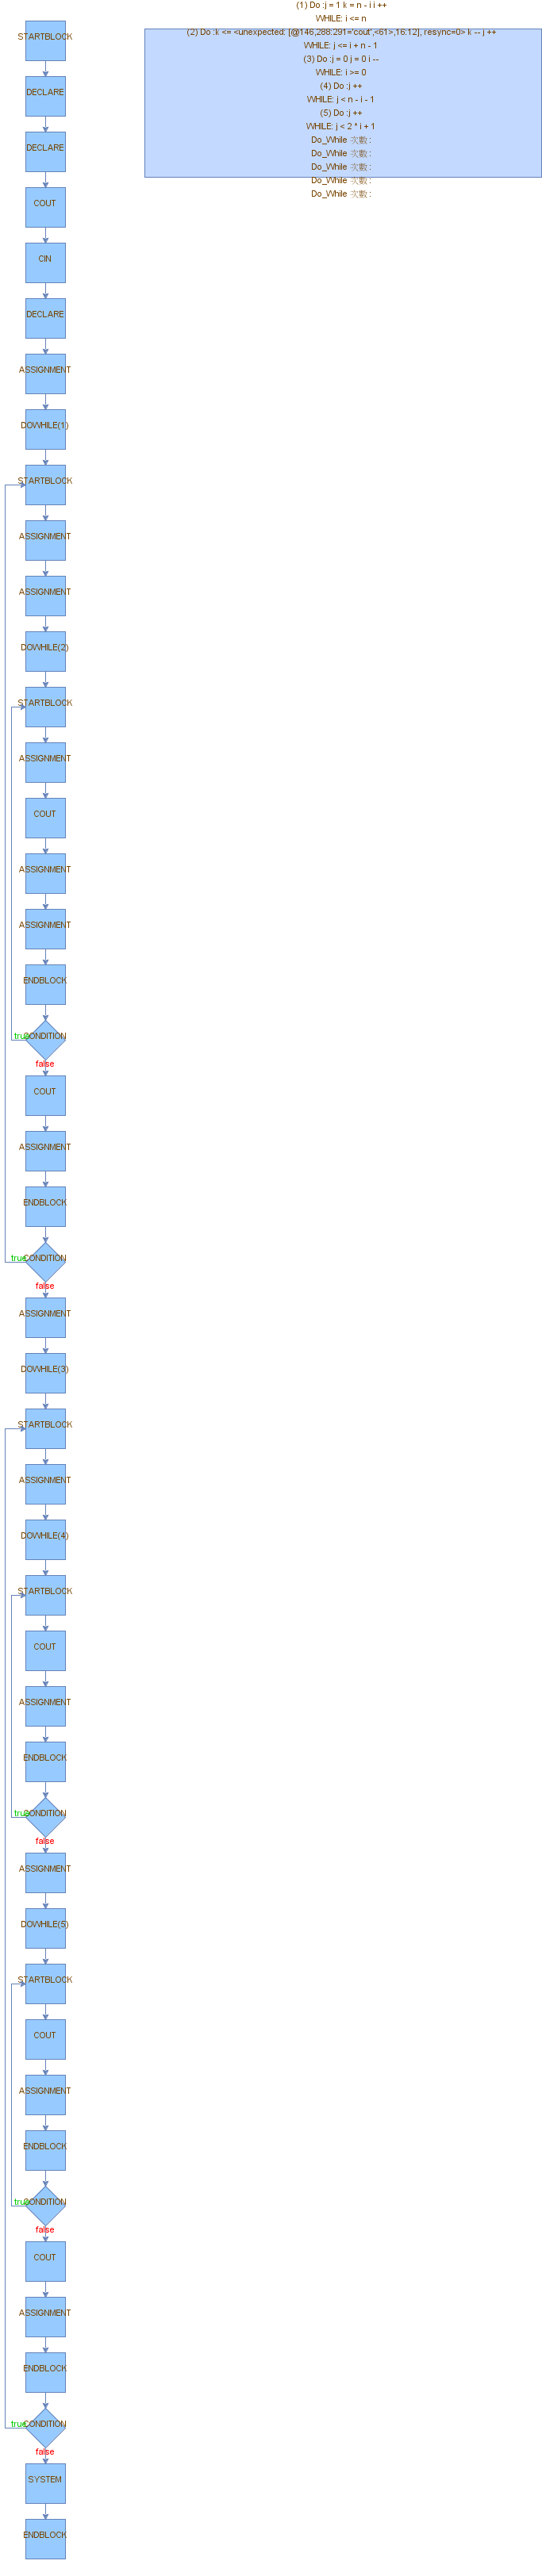 (1) Do :j = 1 k = n - i i ++
WHILE: i <= n
(2) Do :k <= <unexpected: [@146,288:291='cout',<61>,16:12], resync=0> k -- j ++
WHILE: j <= i + n - 1
(3) Do :j = 0 j = 0 i --
WHILE: i >= 0
(4) Do :j ++
WHILE: j < n - i - 1
(5) Do :j ++
WHILE: j < 2 * i + 1
Do_While 次數 :
Do_While 次數 :
Do_While 次數 :
Do_While 次數 :
Do_While 次數 :
STARTBLOCK
DECLARE
DECLARE
COUT
CIN
DECLARE
ASSIGNMENT
DOWHILE(1)
STARTBLOCK
ASSIGNMENT
ASSIGNMENT
DOWHILE(2)
STARTBLOCK
ASSIGNMENT
COUT
ASSIGNMENT
ASSIGNMENT
ENDBLOCK
true CONDITION
false
COUT
ASSIGNMENT
ENDBLOCK
true CONDITION
false
ASSIGNMENT
DOWHILE(3)
STARTBLOCK
ASSIGNMENT
DOWHILE(4)
STARTBLOCK
COUT
ASSIGNMENT
ENDBLOCK
true CONDITION
false
ASSIGNMENT
DOWHILE(5)
STARTBLOCK
COUT
ASSIGNMENT
ENDBLOCK
true CONDITION
false
COUT
ASSIGNMENT
ENDBLOCK
true CONDITION
false
SYSTEM
ENDBLOCK